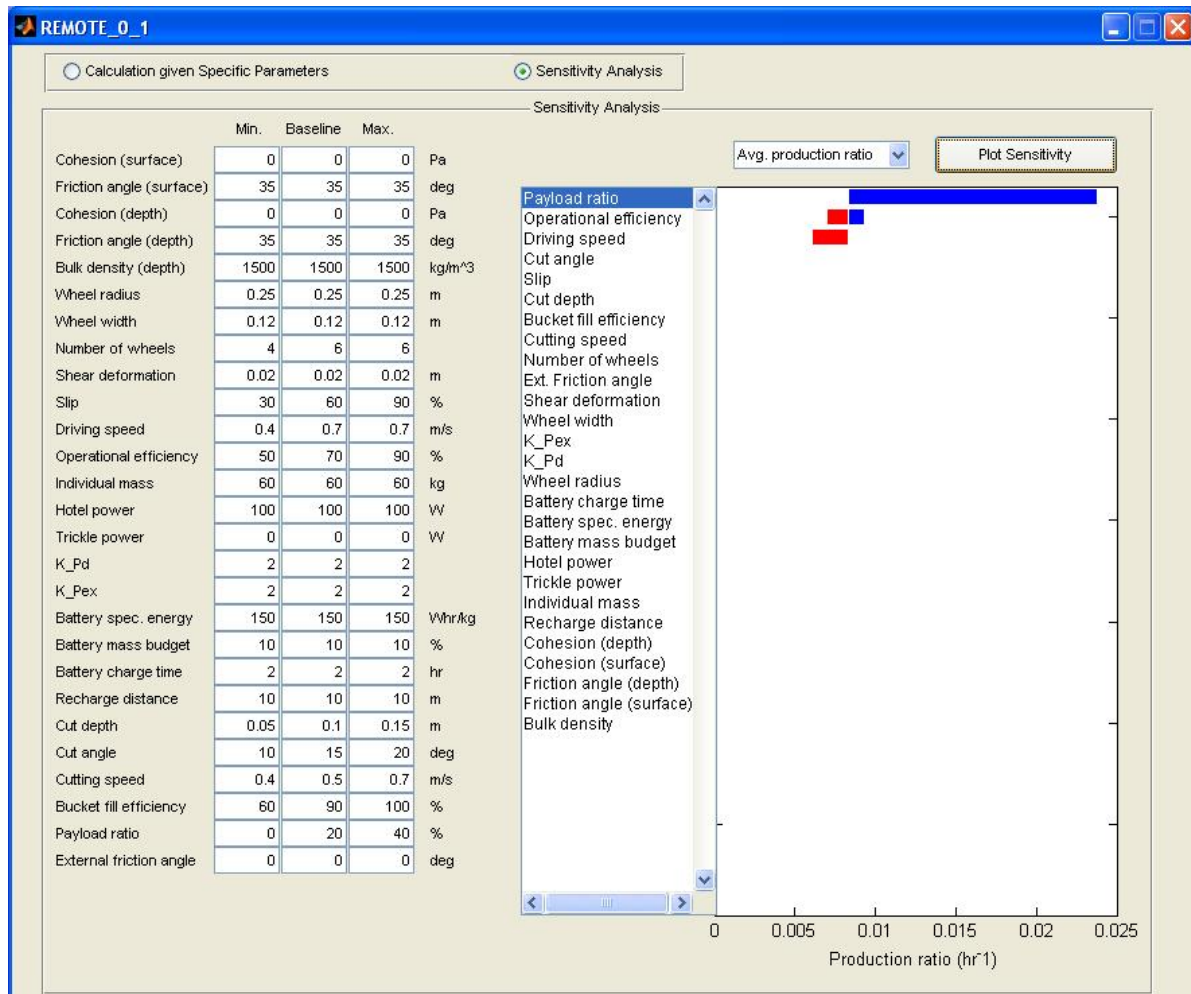 REMOTE_0_1
Calculation given Specific Parameters
Sensitivity Analysis
Sensitivity Analysis
Min. Baseline Max.
Cohesion (surface) 0 0 0 Pa
Friction angle (surface) 35 35 35 deg
Cohesion (depth) 0 0 0 Pa
Friction angle (depth) 35 35 35 deg
Bulk density (depth) 1500 1500 1500 kg/m^3
Wheel radius 0.25 0.25 0.25 m
Wheel width 0.12 0.12 0.12 m
Number of wheels 4 6 6
Shear deformation 0.02 0.02 0.02 m
Slip 30 60 90 %
Driving speed 0.4 0.7 0.7 m/s
Operational efficiency 50 70 90 %
Individual mass 60 60 60 kg
Hotel power 100 100 100 W
Trickle power 0 0 0 W
K_Pd 2 2 2
K_Pex 2 2 2
Battery spec. energy 150 150 150 Whr/kg
Battery mass budget 10 10 10 %
Battery charge time 2 2 2 hr
Recharge distance 10 10 10 m
Cut depth 0.05 0.1 0.15 m
Cut angle 10 15 20 deg
Cutting speed 0.4 0.5 0.7 m/s
Bucket fill efficiency 60 90 100 %
Payload ratio 0 20 40 %
External friction angle 0 0 0 deg
Avg. production ratio
Plot Sensitivity
Payload ratio
Operational efficiency
Driving speed
Cut angle
Slip
Cut depth
Bucket fill efficiency
Cutting speed
Number of wheels
Ext. Friction angle
Shear deformation
Wheel width
K_Pex
K_Pd
Wheel radius
Battery charge time
Battery spec. energy
Battery mass budget
Hotel power
Trickle power
Individual mass
Recharge distance
Cohesion (depth)
Cohesion (surface)
Friction angle (depth)
Friction angle (surface)
Bulk density
0 0.005 0.01 0.015 0.02 0.025
Production ratio (hr⁻1)